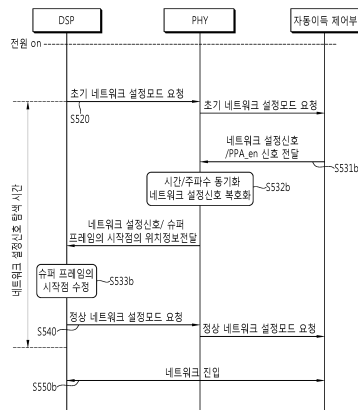 DSP
PHY
자동이득 제어부
전원 on
초기 네트워크 설정모드 요청
S520
초기 네트워크 설정모드 요청
네트워크 설정신호
/PPA_en 신호 전달
S531b
시간/주파수 동기화
네트워크 설정신호 복호화
S532b
네트워크 설정신호 탐색 시간
네트워크 설정신호/ 슈퍼
프레임의 시작점의 위치정보전달
슈퍼 프레임의
시작점 수정
S533b
정상 네트워크 설정모드 요청
S540
정상 네트워크 설정모드 요청
네트워크 진입
S550b